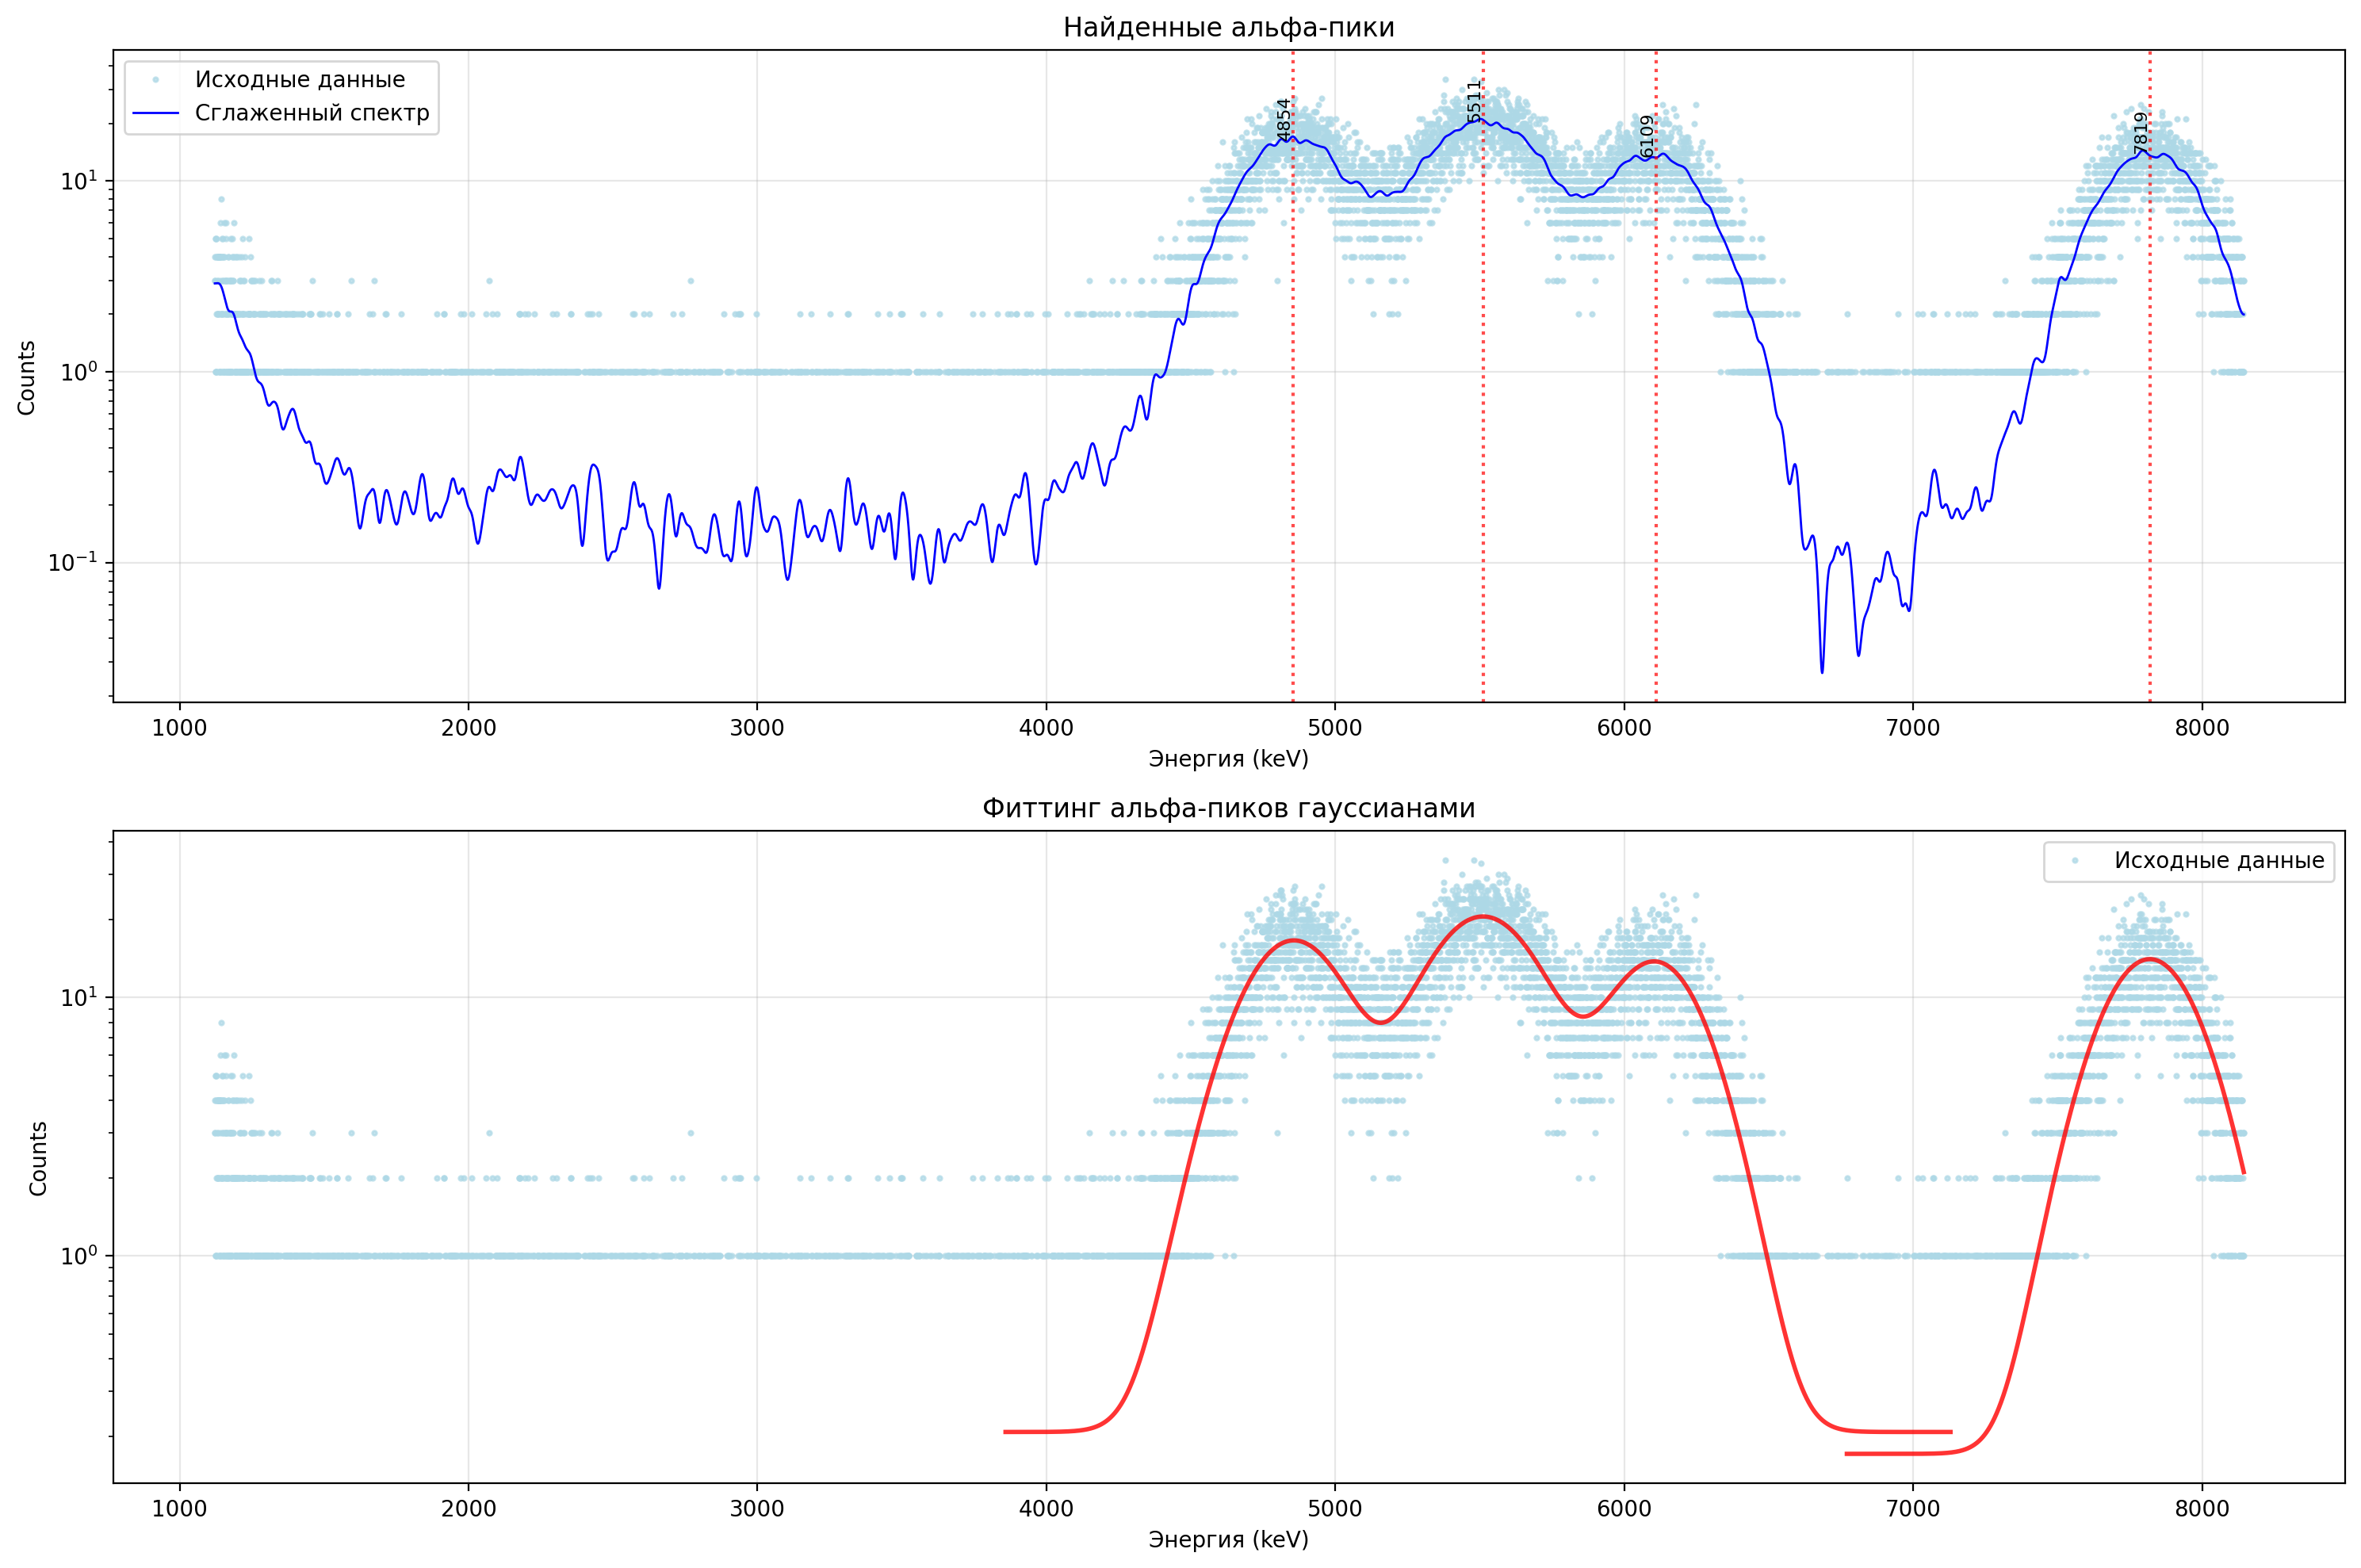 Найденные альфа-пики
Исходные данные
Сглаженный спектр
4854
5511
6109
7819
Counts
10¹
10⁰
10⁻¹
1000 2000 3000 4000 5000 6000 7000 8000
Энергия (keV)
Фиттинг альфа-пиков гауссианами
Исходные данные
Counts
10¹
10⁰
1000 2000 3000 4000 5000 6000 7000 8000
Энергия (keV)